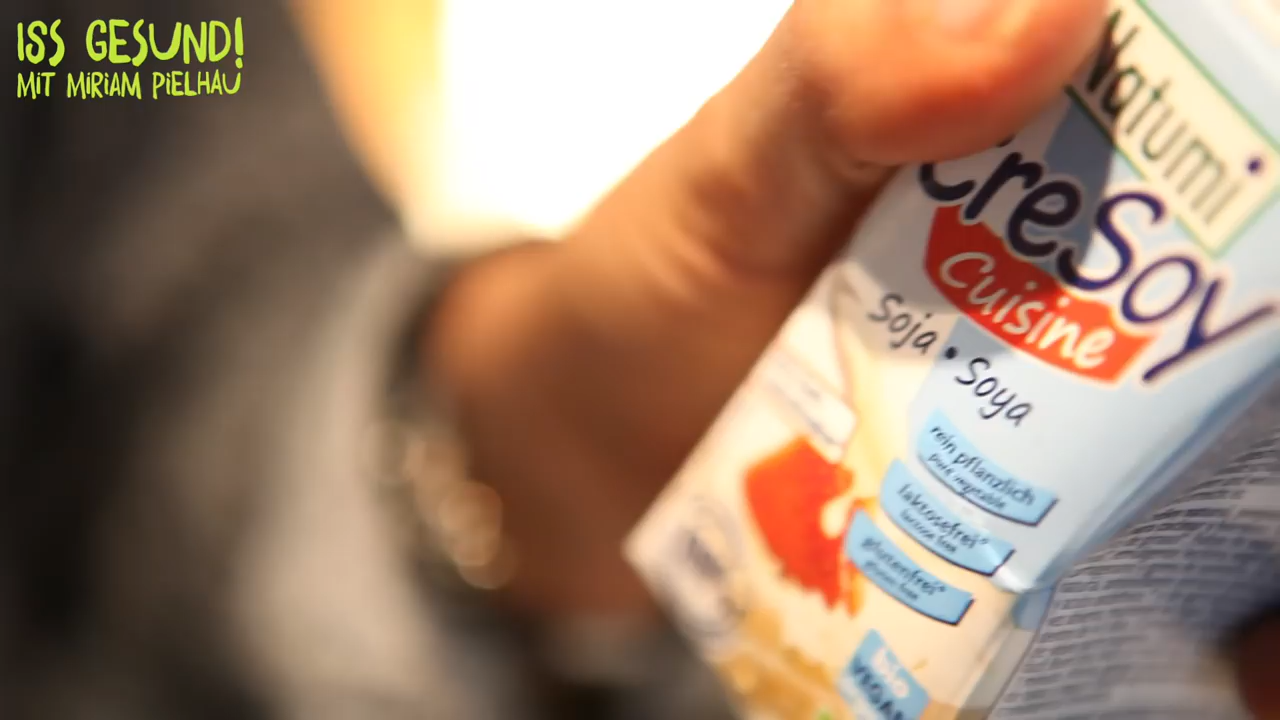 ISS GESUND!
MIT MIRIAM PIELHAU
Natumi
CreSoy
Cuisine
Soja • Soya
rein pflanzlich
pure vegetable
laktosefrei*
lactose free
glutenfrei*
gluten free
bio
VEGAN